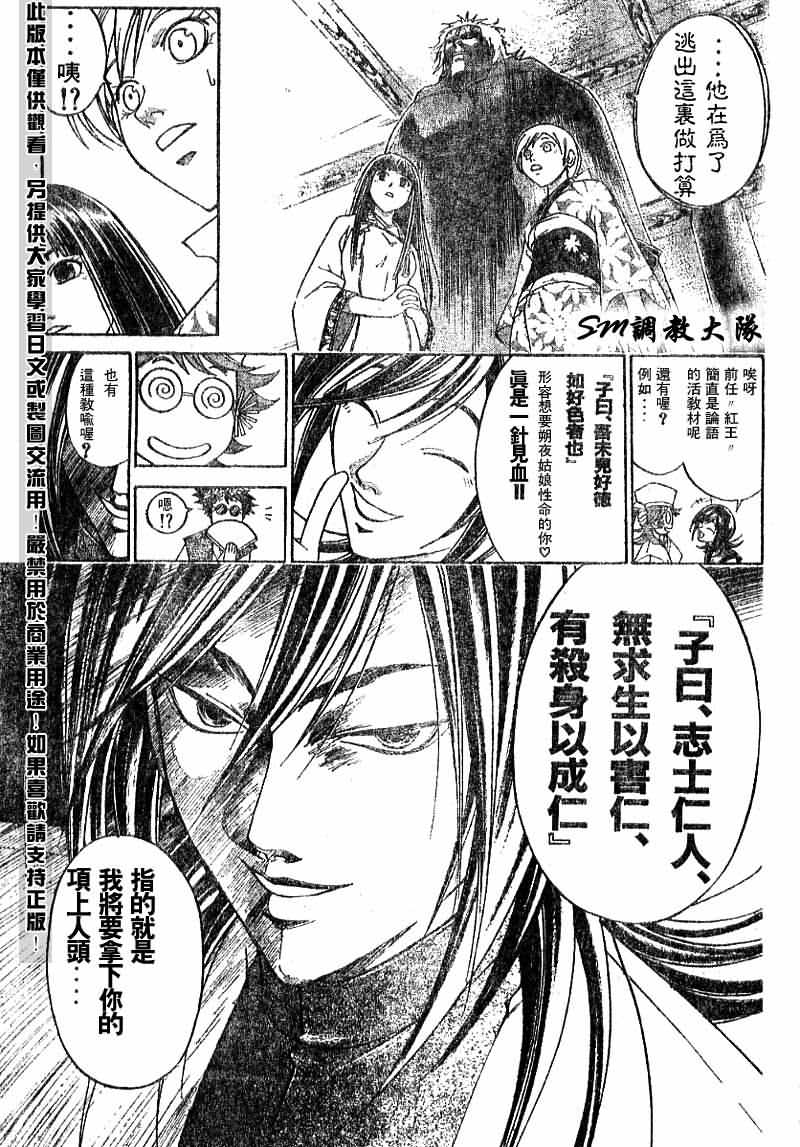 ....他在爲了
逃出這裏做打算
....咦
!?
SM調教大隊
唉呀
前任〃紅王〃
簡直是論語
的活教材呢
還有喔?
例如....
『子曰、吾未見好德
如好色者也』
形容想要朔夜姑娘性命的你♡
眞是一針見血!!
嗯!?
也有
這種教喻喔?
『子曰、志士仁人、
無求生以害仁、
有殺身以成仁』
指的就是
我將要拿下你的
項上人頭....
此版本僅供觀看!另提供大家學習日文或製圖交流用!嚴禁用於商業用途!如果喜歡請支持正版!